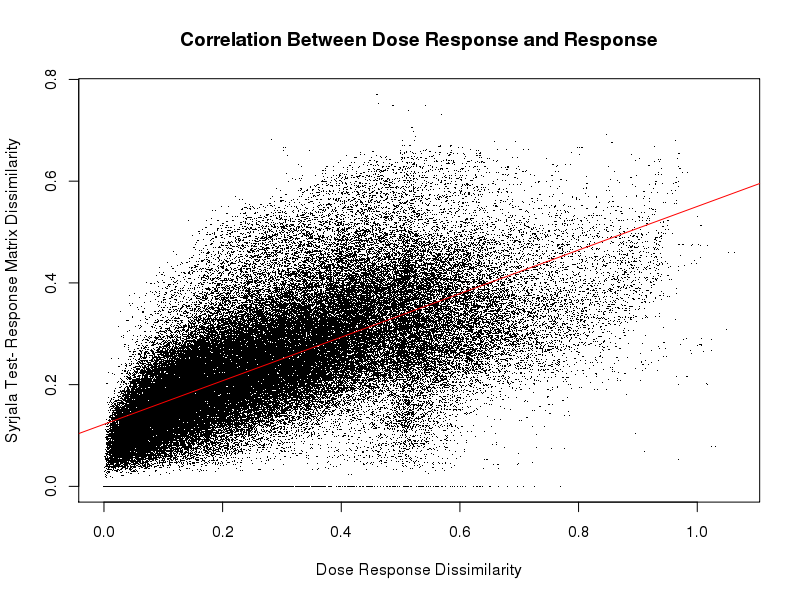 Correlation Between Dose Response and Response
Syrjala Test- Response Matrix Dissimilarity
0.8
0.6
0.4
0.2
0.0
0.0 0.2 0.4 0.6 0.8 1.0
Dose Response Dissimilarity